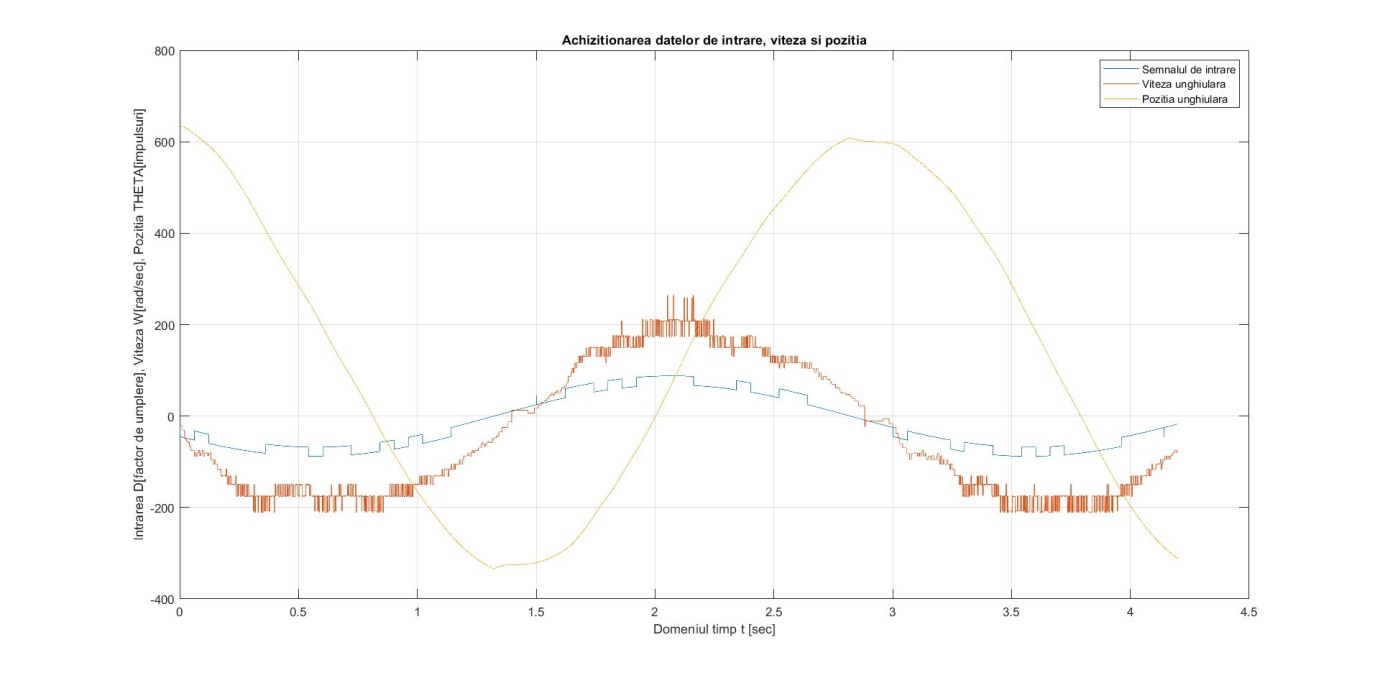 Achizitionarea datelor de intrare, viteza si pozitia
Semnalul de intrare
Viteza unghiulara
Pozitia unghiulara
Intrarea D[factor de umplere], Viteza W[rad/sec], Pozitia THETA[impulsuri]
800
600
400
200
0
-200
-400
0
0.5
1
1.5
2
2.5
3
3.5
4
4.5
Domeniul timp t [sec]